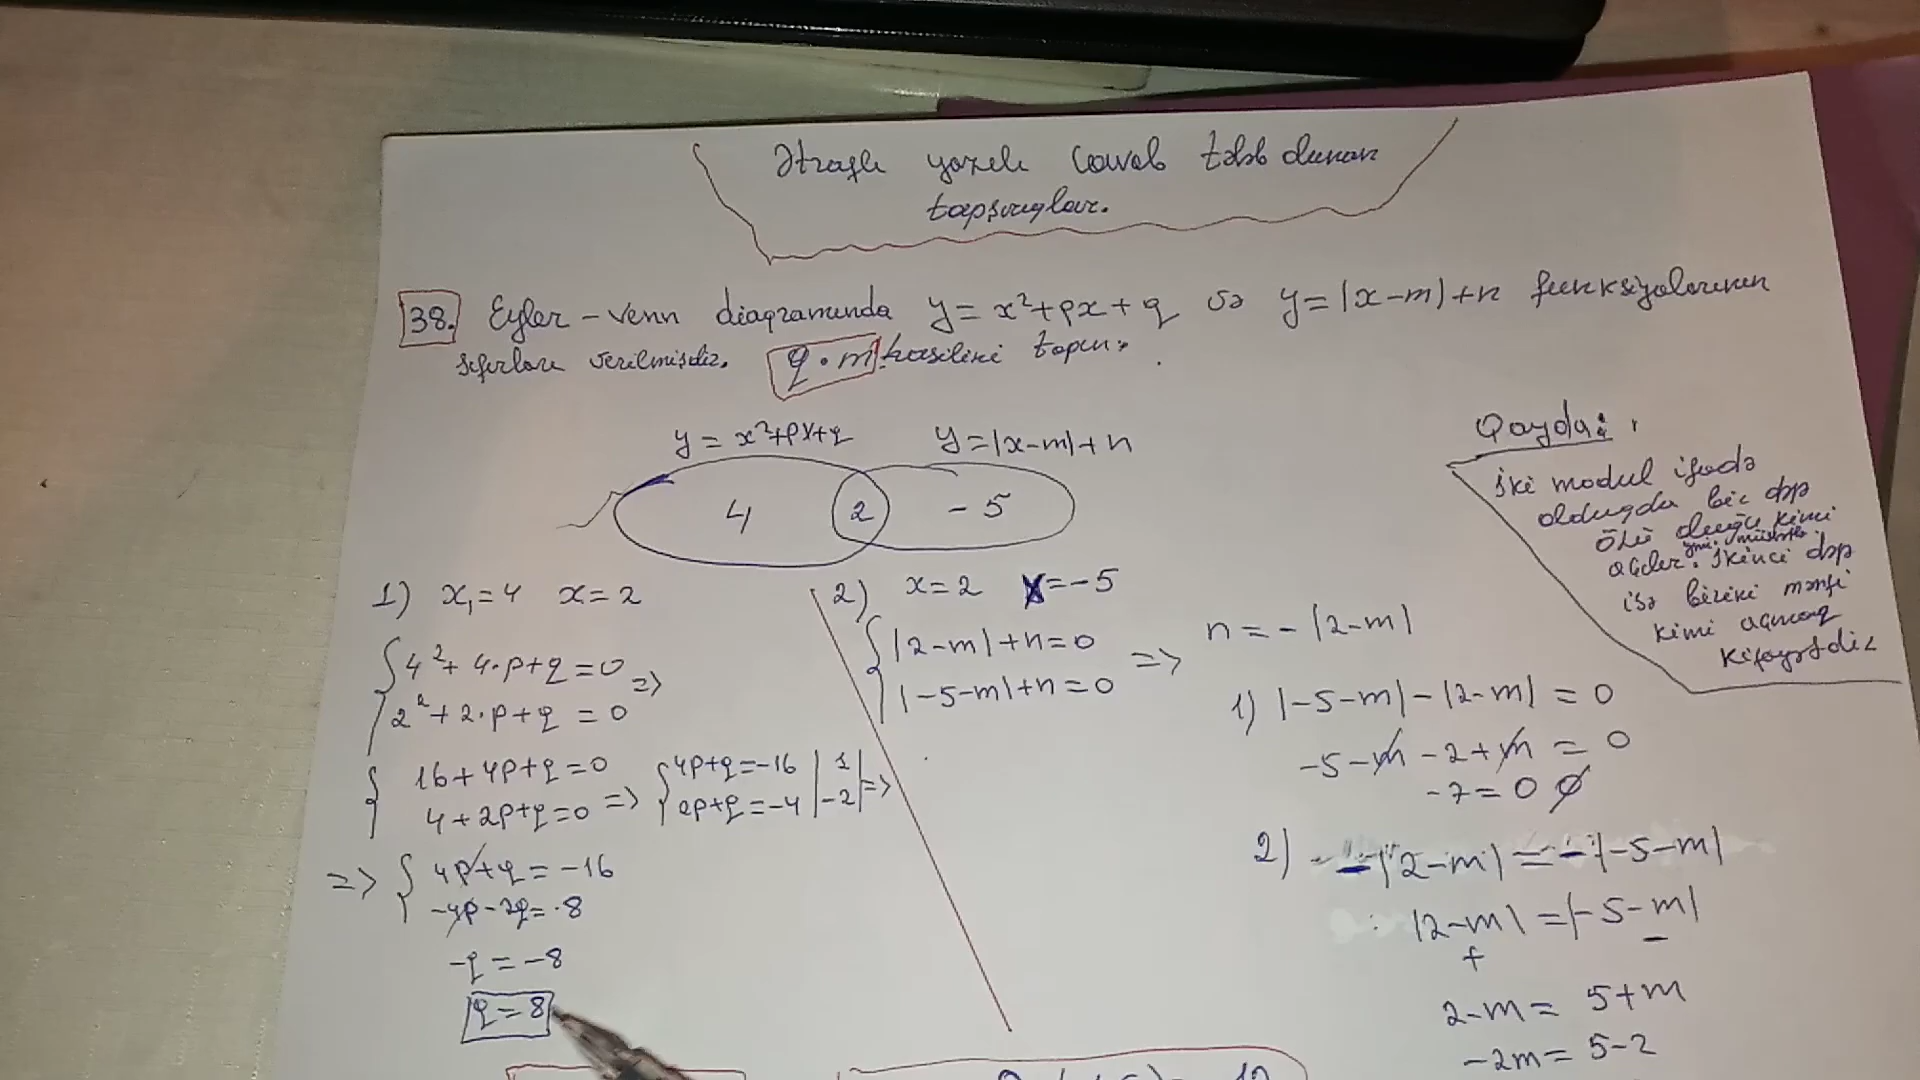 Ətraflı yazılı cavab tələb olunan
tapşırıqlar.
38. Eyler-Venn diaqramında y = x²+px+q və y=|x-m|+n funksiyalarının
sıfırları verilmişdir. q·m hasilini tapın.
y = x²+px+q
y=|x-m|+n
4 2 -5
Qayda:
İki modul ifadə
olduqda bir dəfə
özü olduğu kimi
yəni müsbət
açılır. İkinci dəfə
isə birini mənfi
kimi açmaq
kifayətdir
1) x₁=4 x=2
{4²+4·p+q=0 =>
2²+2·p+q=0
{16+4p+q=0
4+2p+q=0 => {4p+q=-16 | 1
2p+q=-4 | -2 | =>
=> {4p+q=-16
-4p-2q=8
-q=-8
q=8
2) x=2 x=-5
{|2-m|+n=0
|-5-m|+n=0 =>
n=-|2-m|
1) |-5-m|-|2-m|=0
-5-m-2+m=0
-7=0 ∅
2) -|2-m|=-|-5-m|
|2-m|=|-5-m|
+ -
2-m=5+m
-2m=5-2